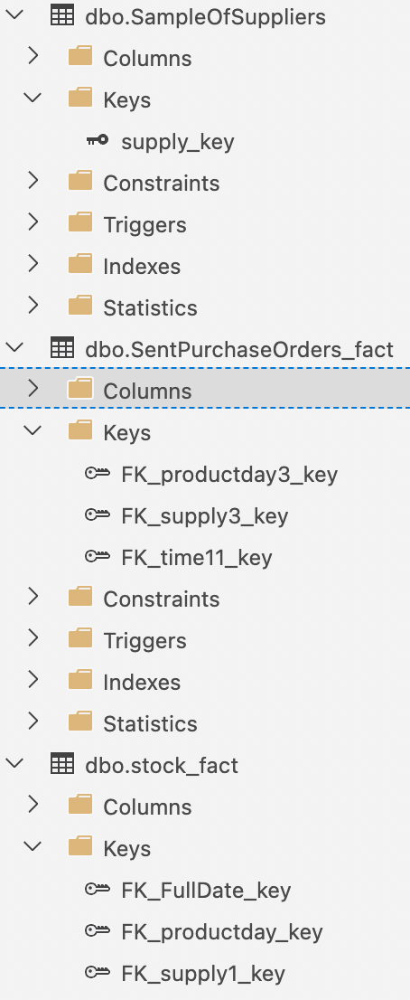 dbo.SampleOfSuppliers
Columns
Keys
supply_key
Constraints
Triggers
Indexes
Statistics
dbo.SentPurchaseOrders_fact
Columns
Keys
FK_productday3_key
FK_supply3_key
FK_time11_key
Constraints
Triggers
Indexes
Statistics
dbo.stock_fact
Columns
Keys
FK_FullDate_key
FK_productday_key
FK_supply1_key